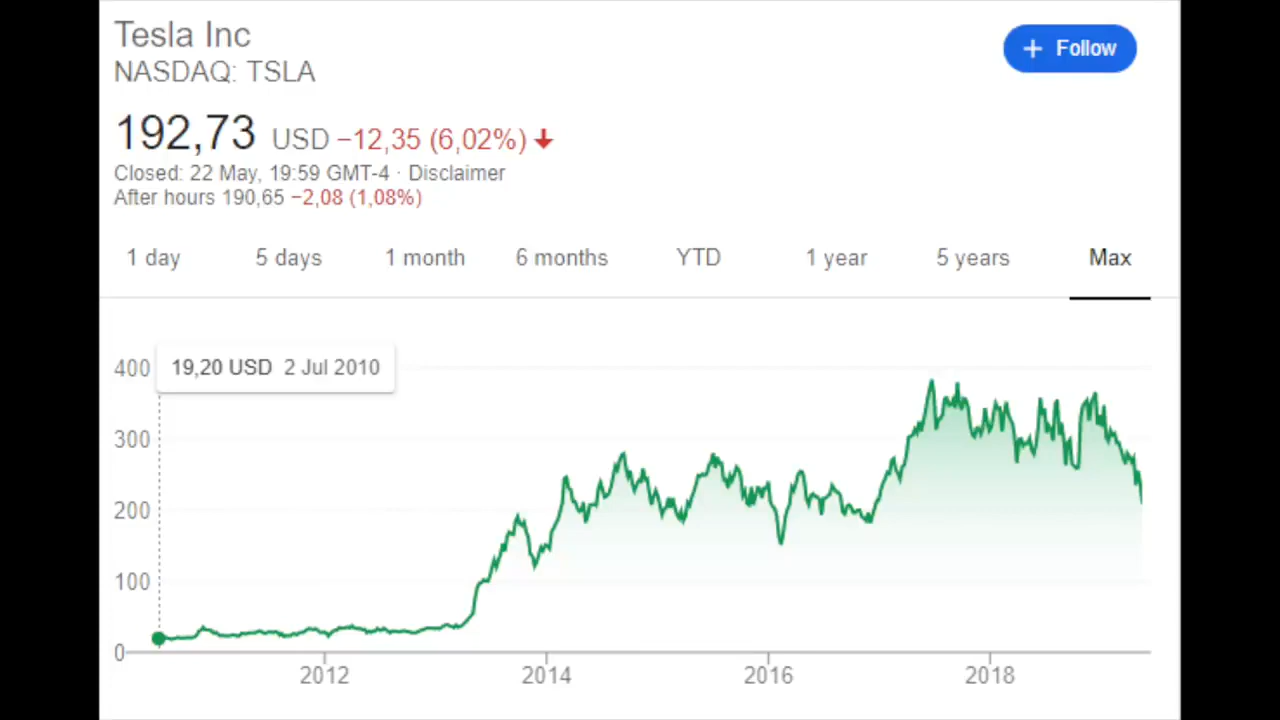 Tesla Inc
+ Follow
NASDAQ: TSLA
192,73 USD −12,35 (6,02%)
Closed: 22 May, 19:59 GMT-4 · Disclaimer
After hours 190,65 −2,08 (1,08%)
1 day 5 days 1 month 6 months YTD 1 year 5 years Max
400 19,20 USD 2 Jul 2010
300
200
100
0
2012 2014 2016 2018